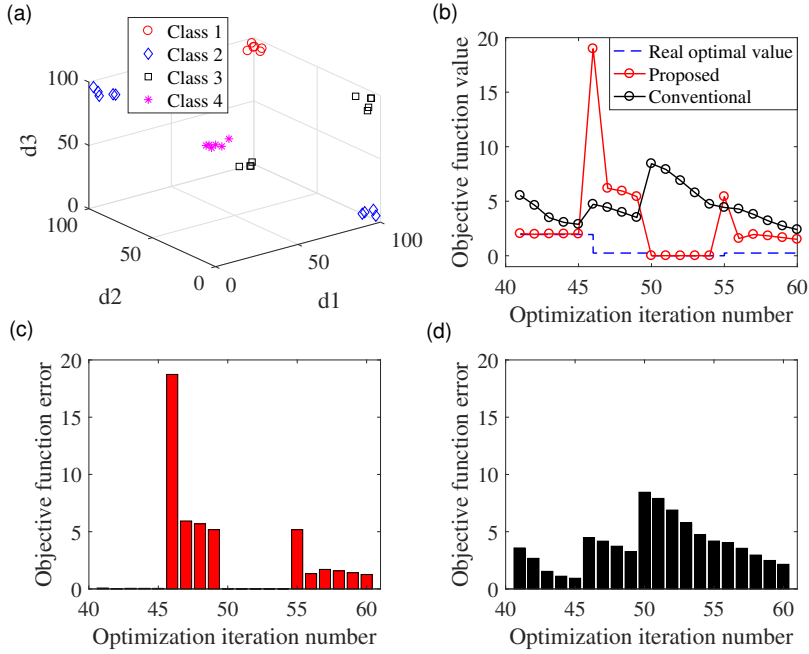 (a)
Class 1
Class 2
Class 3
Class 4
100
50
0
d3
100
50
0
d2
0
50
100
d1
(b)
Real optimal value
Proposed
Conventional
20
15
10
5
0
Objective function value
40
45
50
55
60
Optimization iteration number
(c)
20
15
10
5
0
Objective function error
40
45
50
55
60
Optimization iteration number
(d)
20
15
10
5
0
Objective function error
40
45
50
55
60
Optimization iteration number